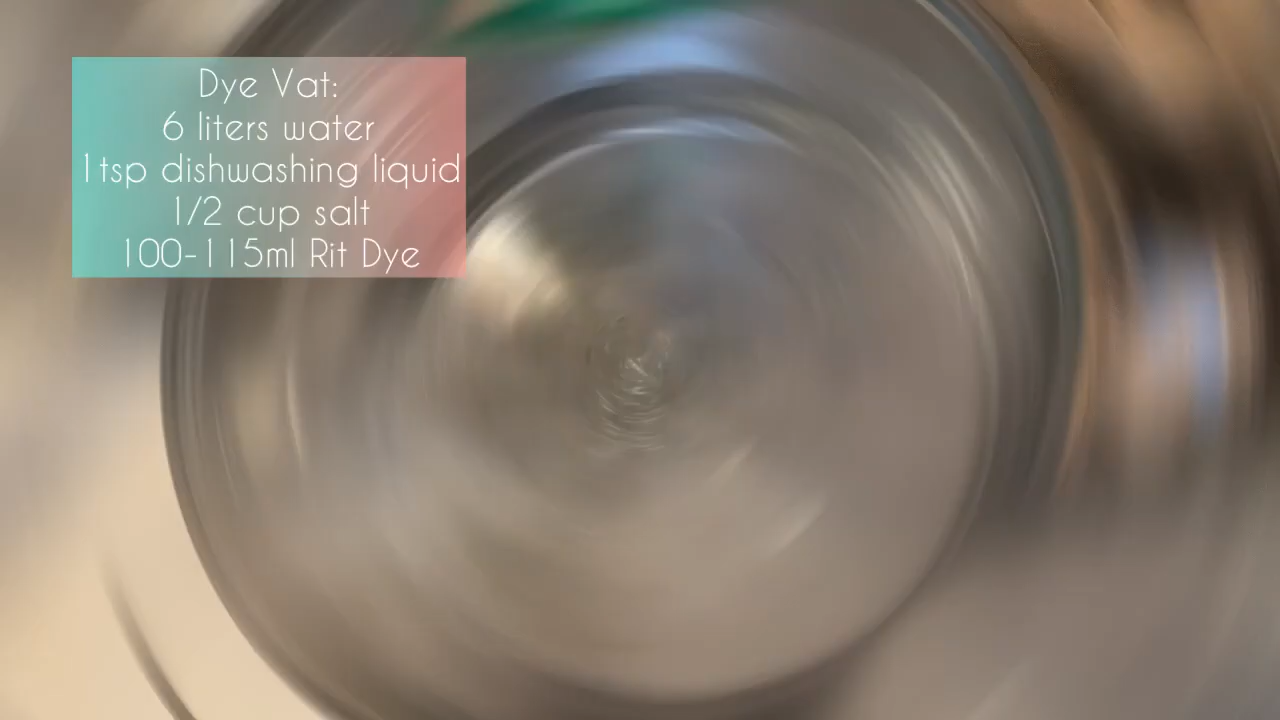 Dye Vat:
6 liters water
1tsp dishwashing liquid
1/2 cup salt
100-115ml Rit Dye